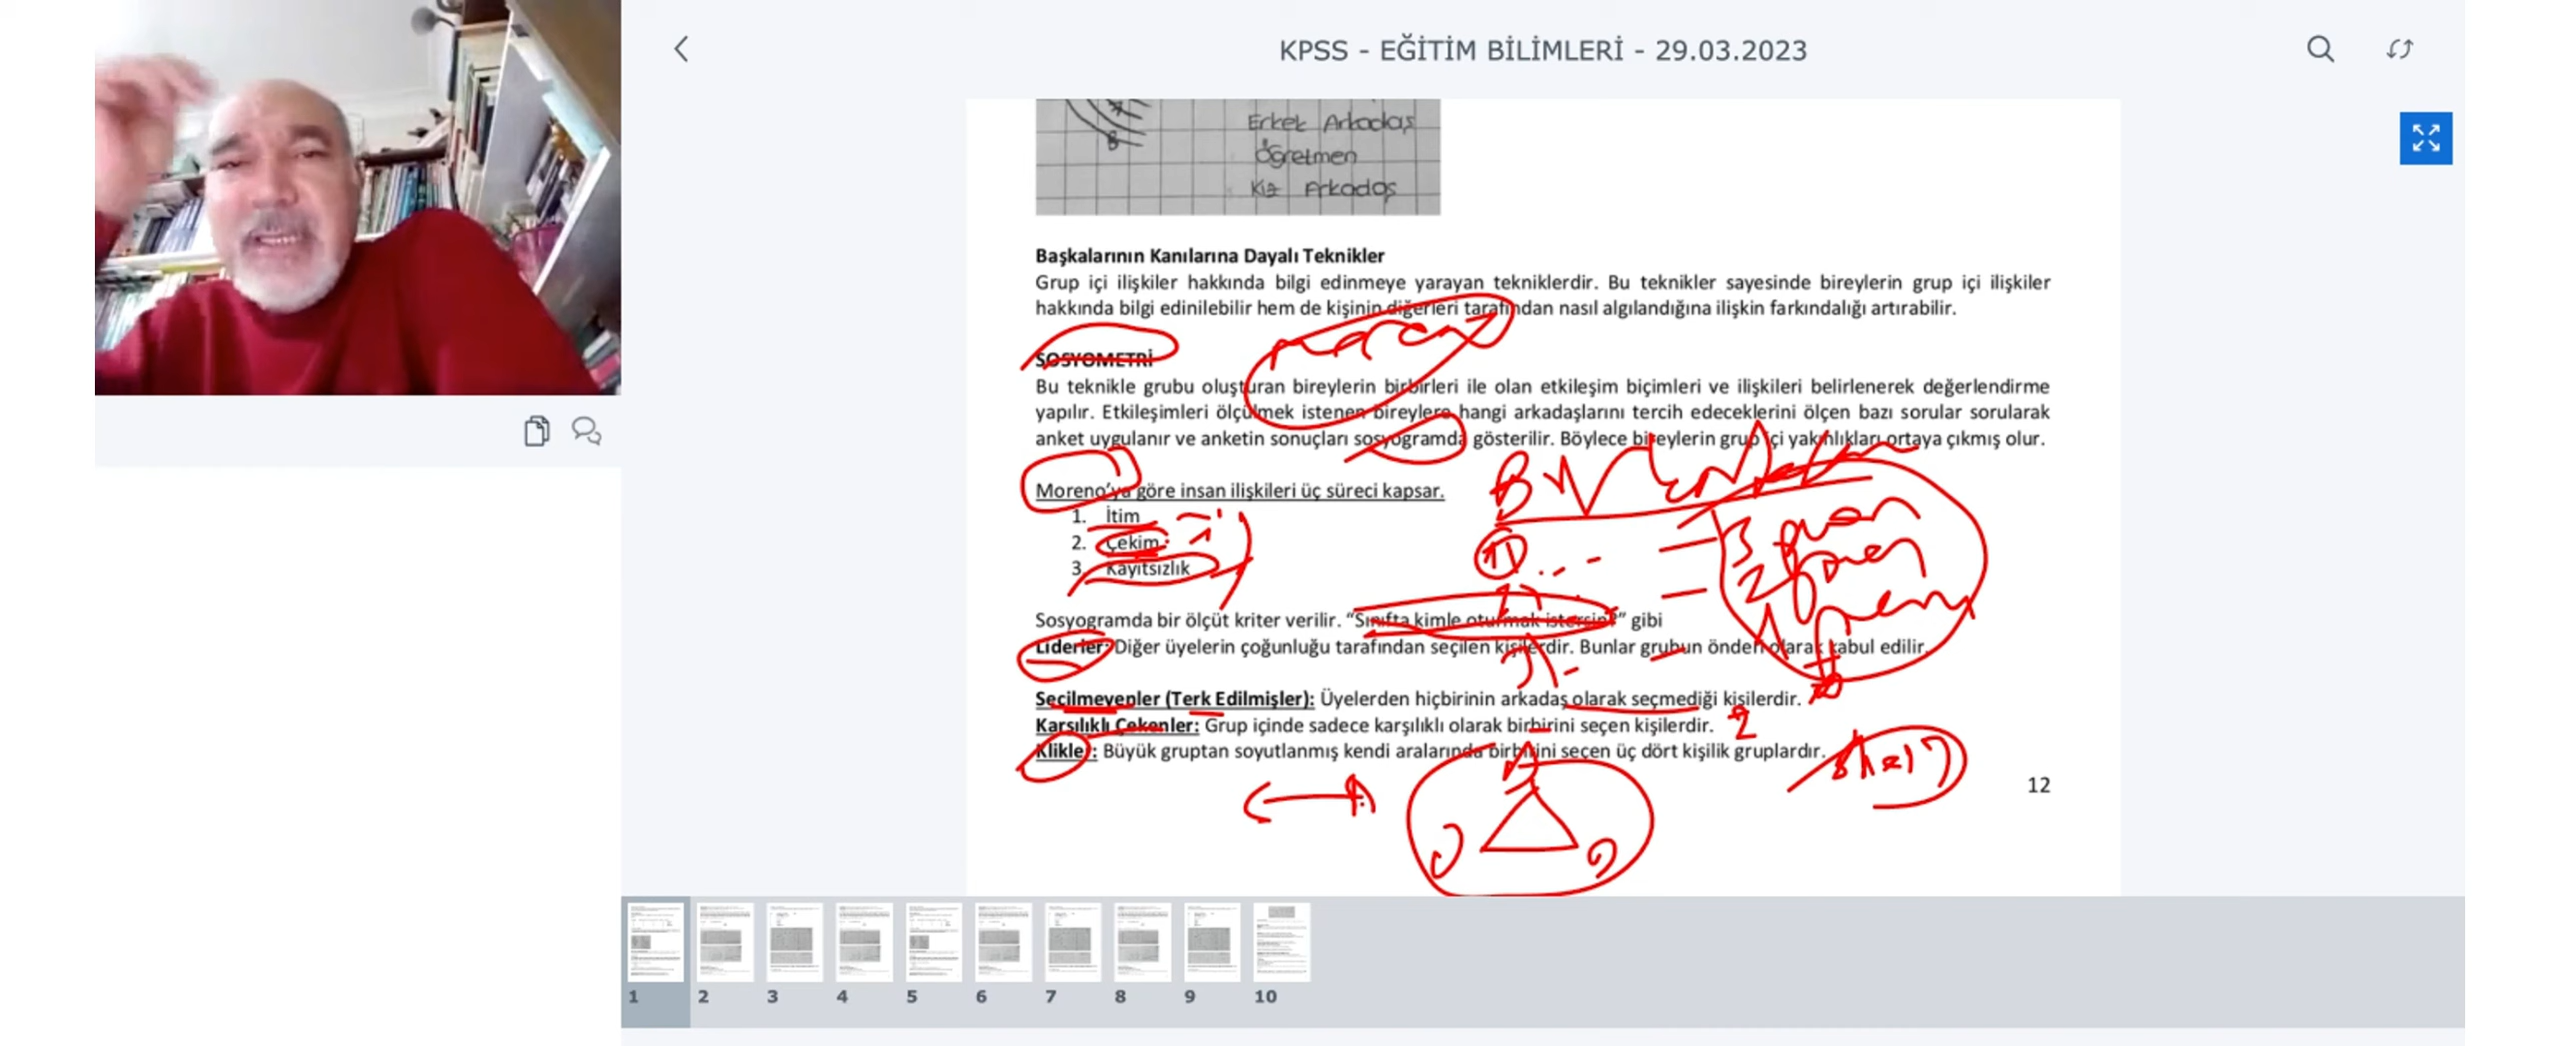 KPSS - EĞİTİM BİLİMLERİ - 29.03.2023
Erkek Arkadaş
Öğretmen
Kız Arkadaş
Başkalarının Kanılarına Dayalı Teknikler
Grup içi ilişkiler hakkında bilgi edinmeye yarayan tekniklerdir. Bu teknikler sayesinde bireylerin grup içi ilişkiler
hakkında bilgi edinilebilir hem de kişinin diğerleri tarafından nasıl algılandığına ilişkin farkındalığı artırabilir.
SOSYOMETRİ
Bu teknikle grubu oluşturan bireylerin birbirleri ile olan etkileşim biçimleri ve ilişkileri belirlenerek değerlendirme
yapılır. Etkileşimleri ölçülmek istenen bireylere hangi arkadaşlarını tercih edeceklerini ölçen bazı sorular sorularak
anket uygulanır ve anketin sonuçları sosyogramda gösterilir. Böylece bireylerin grup içi yakınlıkları ortaya çıkmış olur.
Moreno'ya göre insan ilişkileri üç süreci kapsar.
1. İtim
2. Çekim
3. Kayıtsızlık
3 puan
2 puan
1
Sosyogramda bir ölçüt kriter verilir. “Sınıfta kimle oturmak istersin?” gibi
Liderler: Diğer üyelerin çoğunluğu tarafından seçilen kişilerdir. Bunlar grubun önderi olarak kabul edilir.
Seçilmeyenler (Terk Edilmişler): Üyelerden hiçbirinin arkadaş olarak seçmediği kişilerdir.
Karşılıklı Çekenler: Grup içinde sadece karşılıklı olarak birbirini seçen kişilerdir. 2
Klikler: Büyük gruptan soyutlanmış kendi aralarında birbirini seçen üç dört kişilik gruplardır.
12
1 2 3 4 5 6 7 8 9 10